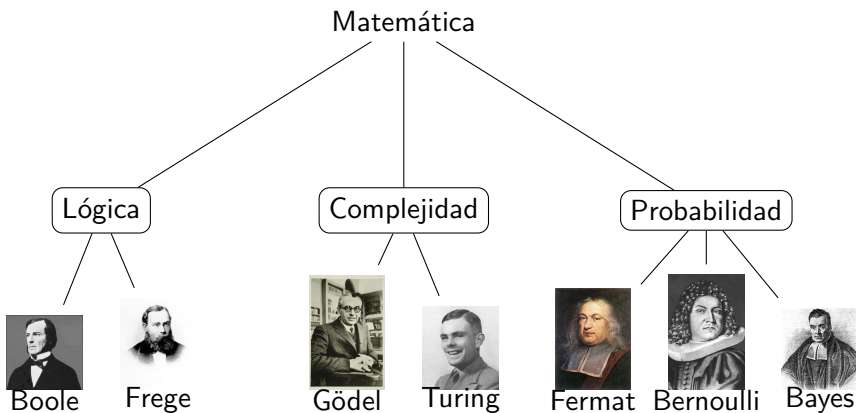 Matemática
Lógica
Complejidad
Probabilidad
Boole
Frege
Gödel
Turing
Fermat
Bernoulli
Bayes